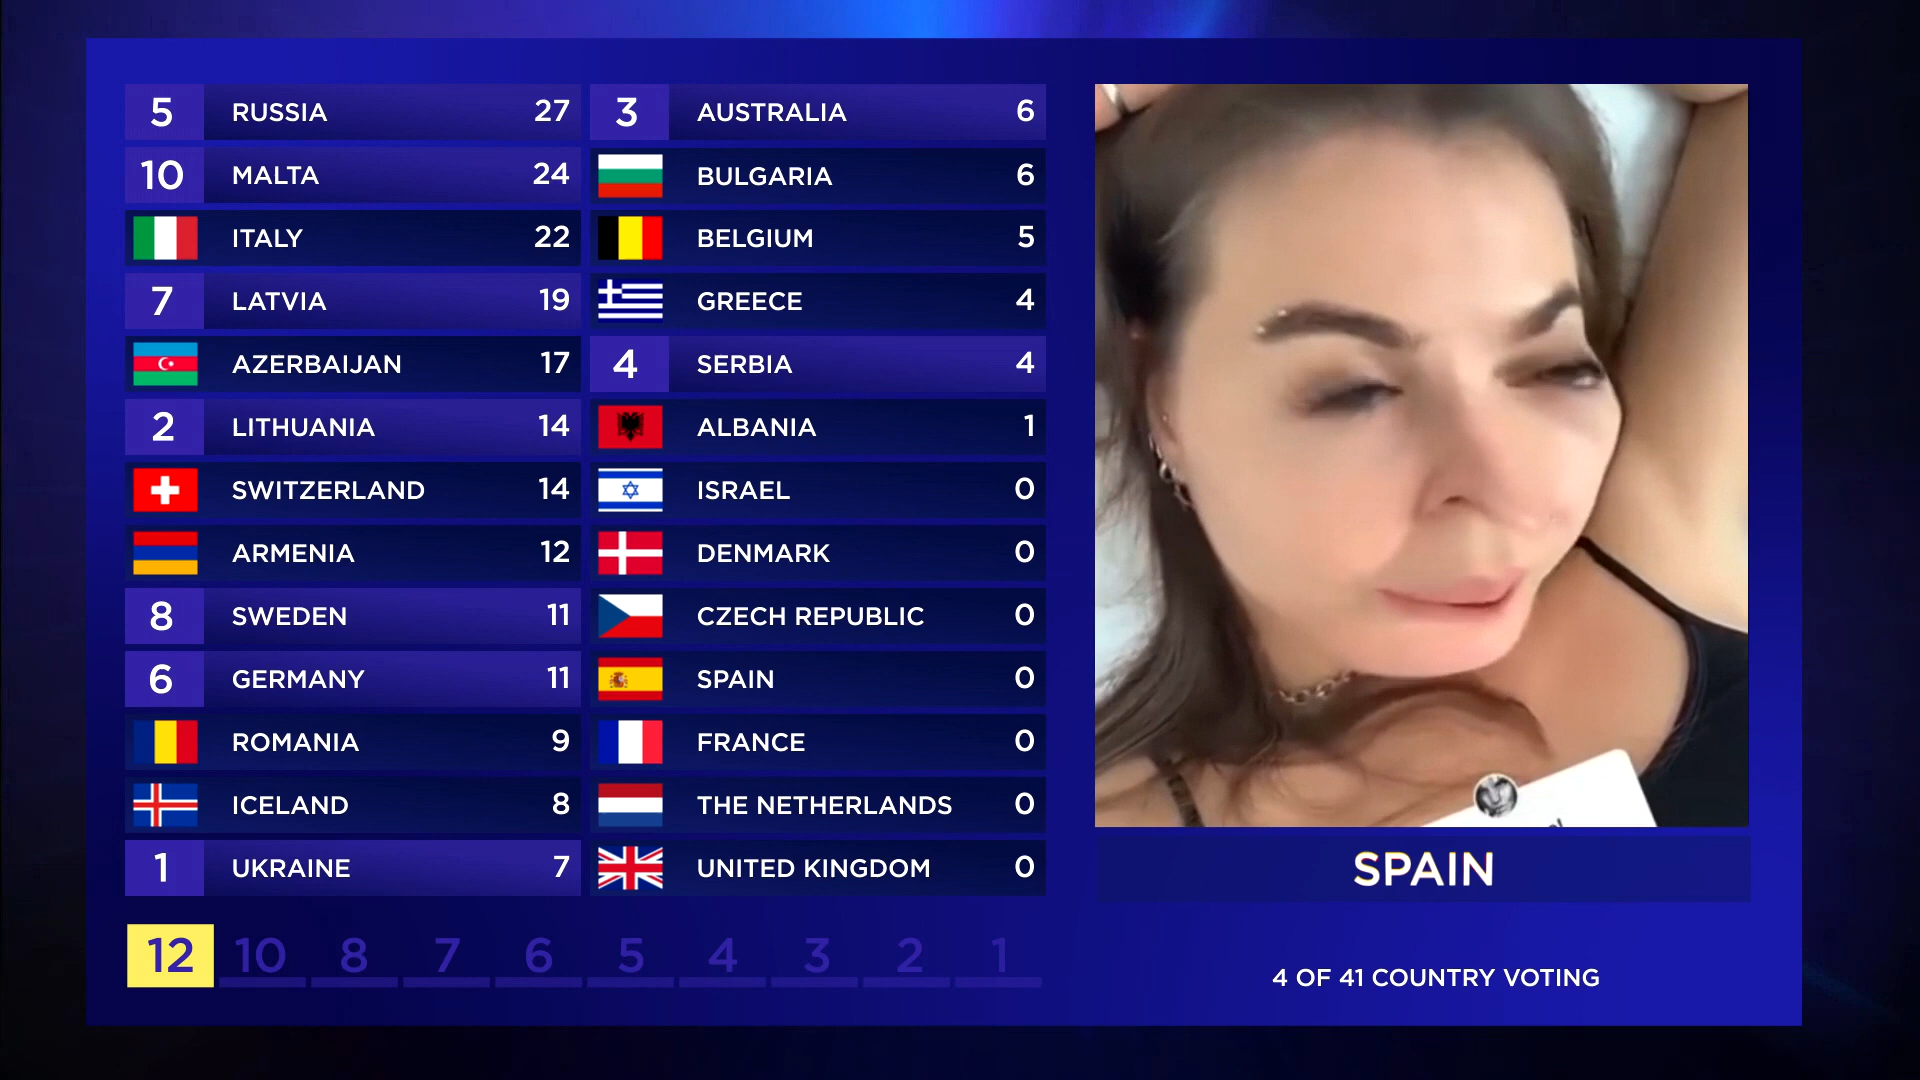 5 RUSSIA 27
10 MALTA 24
ITALY 22
7 LATVIA 19
AZERBAIJAN 17
2 LITHUANIA 14
SWITZERLAND 14
ARMENIA 12
8 SWEDEN 11
6 GERMANY 11
ROMANIA 9
ICELAND 8
1 UKRAINE 7
3 AUSTRALIA 6
BULGARIA 6
BELGIUM 5
GREECE 4
4 SERBIA 4
ALBANIA 1
ISRAEL 0
DENMARK 0
CZECH REPUBLIC 0
SPAIN 0
FRANCE 0
THE NETHERLANDS 0
UNITED KINGDOM 0
12 10 8 7 6 5 4 3 2 1
SPAIN
4 OF 41 COUNTRY VOTING